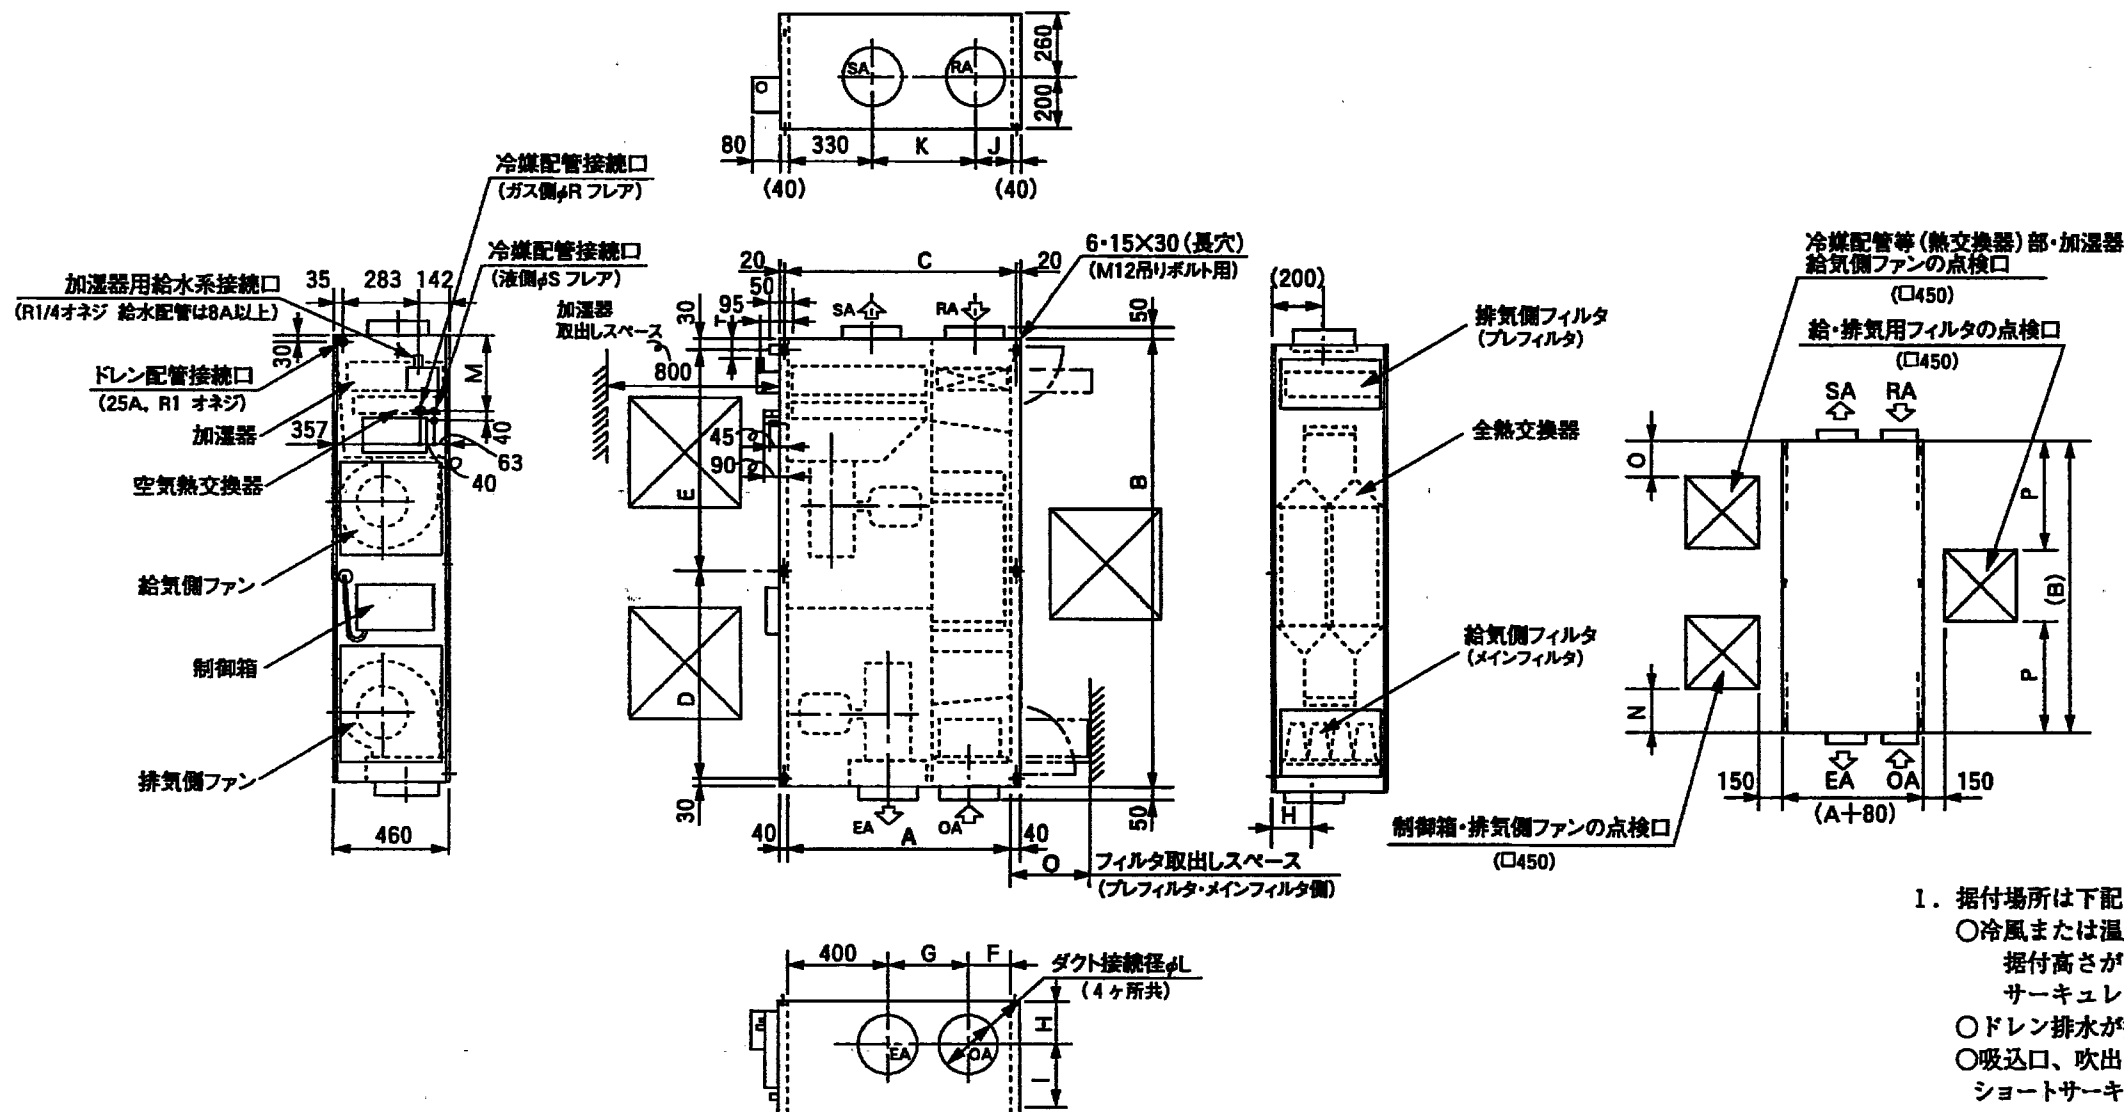 SA
RA
260
200
80
330
K
J
(40)
(40)
冷媒配管接続口
(ガス側φR フレア)
冷媒配管接続口
(液側φS フレア)
加湿器用給水系接続口
(R1/4オネジ 給水配管は8A以上)
35
283
142
30
M
ドレン配管接続口
(25A, R1 オネジ)
加湿器
357
40
63
40
空気熱交換器
給気側ファン
制御箱
排気側ファン
460
加湿器
取出しスペース
800
20
C
20
50
95
30
SA
RA
6・15×30(長穴)
(M12吊りボルト用)
50
45
90
E
B
D
30
40
EA
A
OA
40
50
Q
フィルタ取出しスペース
(プレフィルタ・メインフィルタ側)
(200)
排気側フィルタ
(プレフィルタ)
全熱交換器
給気側フィルタ
(メインフィルタ)
H
冷媒配管等(熱交換器)部・加湿器
給気側ファンの点検口
(□450)
給・排気用フィルタの点検口
(□450)
SA
RA
O
P
(B)
P
N
150
EA
OA
150
(A+80)
制御箱・排気側ファンの点検口
(□450)
400
G
F
ダクト接続径φL
(4ヶ所共)
EA
OA
H
I
1. 据付場所は下記
○冷風または温
据付高さが
サーキュレ
○ドレン排水が
○吸込口、吹出
ショートサーキ